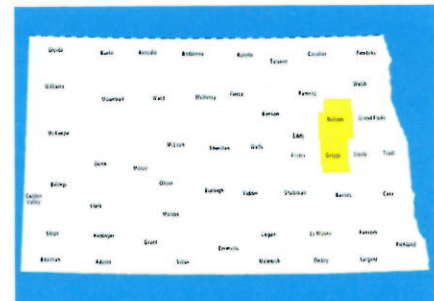 Divide
Burke
Renville
Bottineau
Rolette
Towner
Cavalier
Pembina
Williams
Mountrail
Ward
McHenry
Pierce
Ramsey
Walsh
Benson
Nelson
Grand Forks
McKenzie
McLean
Sheridan
Wells
Eddy
Foster
Griggs
Steele
Traill
Dunn
Mercer
Oliver
Billings
Golden
Valley
Stark
Morton
Burleigh
Kidder
Stutsman
Barnes
Cass
Slope
Hettinger
Grant
Emmons
Logan
La Moure
Ransom
Richland
Bowman
Adams
Sioux
McIntosh
Dickey
Sargent